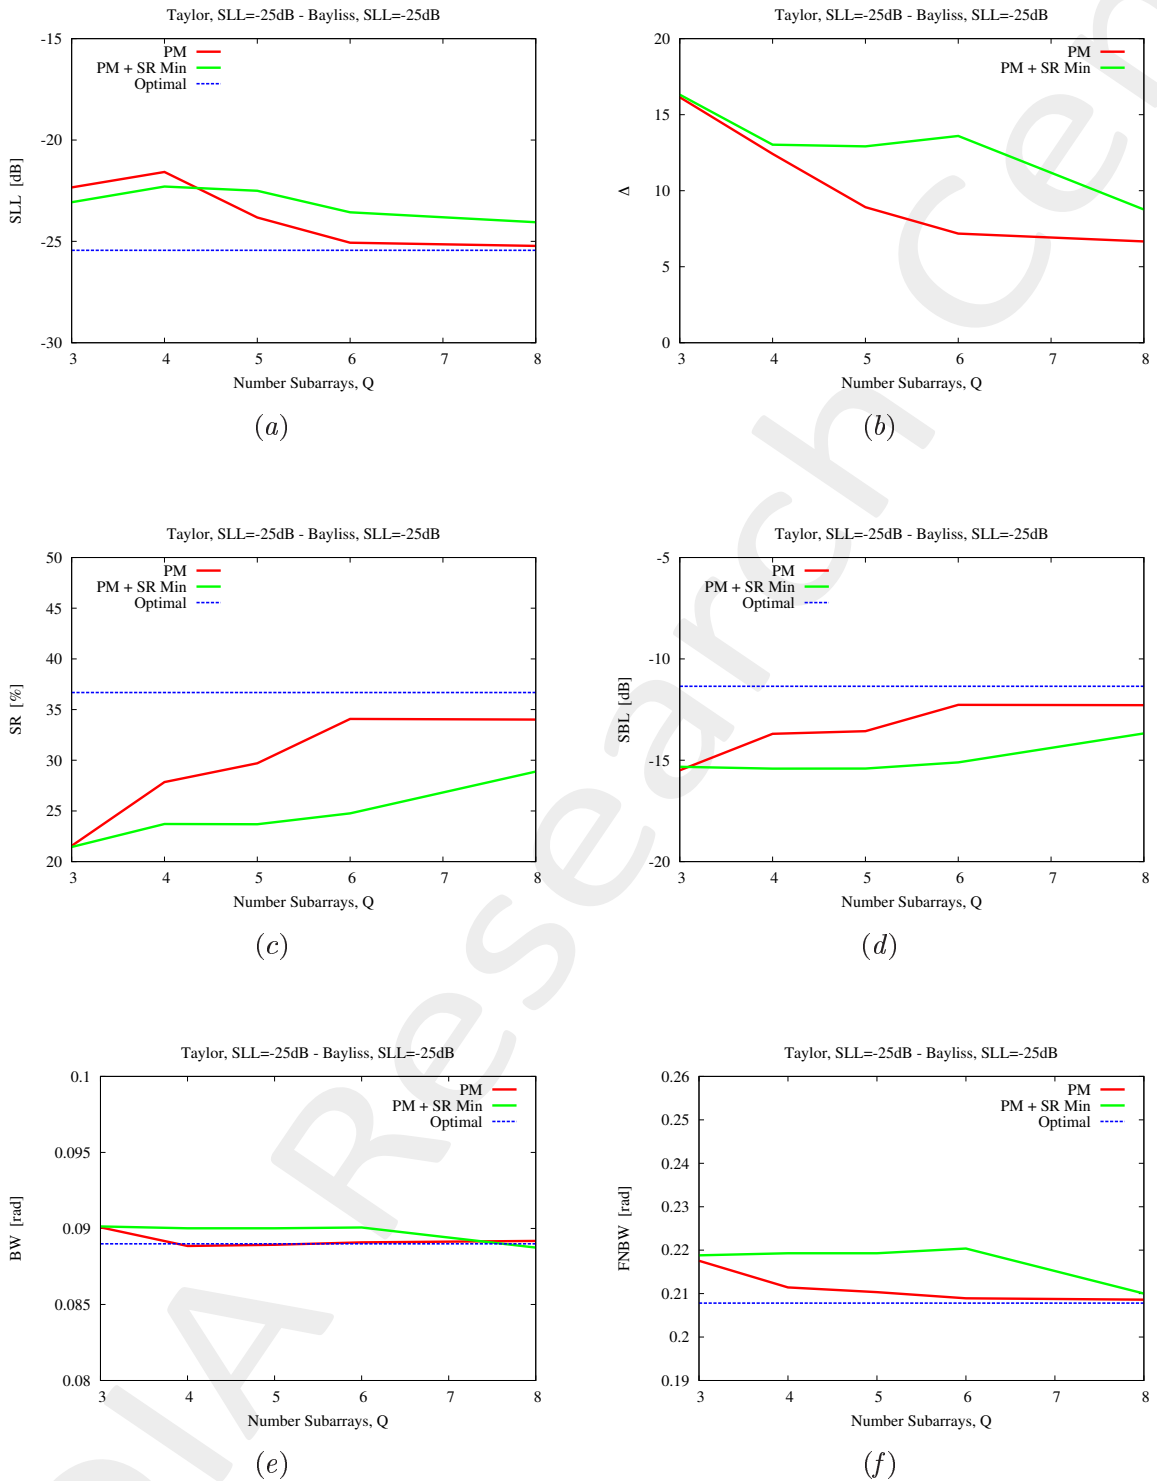 Taylor, SLL=-25dB - Bayliss, SLL=-25dB
-15
-20
-25
-30
SLL [dB]
PM
PM + SR Min
Optimal
3 4 5 6 7 8
Number Subarrays, Q
(a)
Taylor, SLL=-25dB - Bayliss, SLL=-25dB
20
15
10
5
0
Δ
PM
PM + SR Min
3 4 5 6 7 8
Number Subarrays, Q
(b)
Taylor, SLL=-25dB - Bayliss, SLL=-25dB
50
45
40
35
30
25
20
SR [%]
PM
PM + SR Min
Optimal
3 4 5 6 7 8
Number Subarrays, Q
(c)
Taylor, SLL=-25dB - Bayliss, SLL=-25dB
-5
-10
-15
-20
SBL [dB]
PM
PM + SR Min
Optimal
3 4 5 6 7 8
Number Subarrays, Q
(d)
Taylor, SLL=-25dB - Bayliss, SLL=-25dB
0.1
0.095
0.09
0.085
0.08
BW [rad]
PM
PM + SR Min
Optimal
3 4 5 6 7 8
Number Subarrays, Q
(e)
Taylor, SLL=-25dB - Bayliss, SLL=-25dB
0.26
0.25
0.24
0.23
0.22
0.21
0.2
0.19
FNBW [rad]
PM
PM + SR Min
Optimal
3 4 5 6 7 8
Number Subarrays, Q
(f)
DIA Research Cen